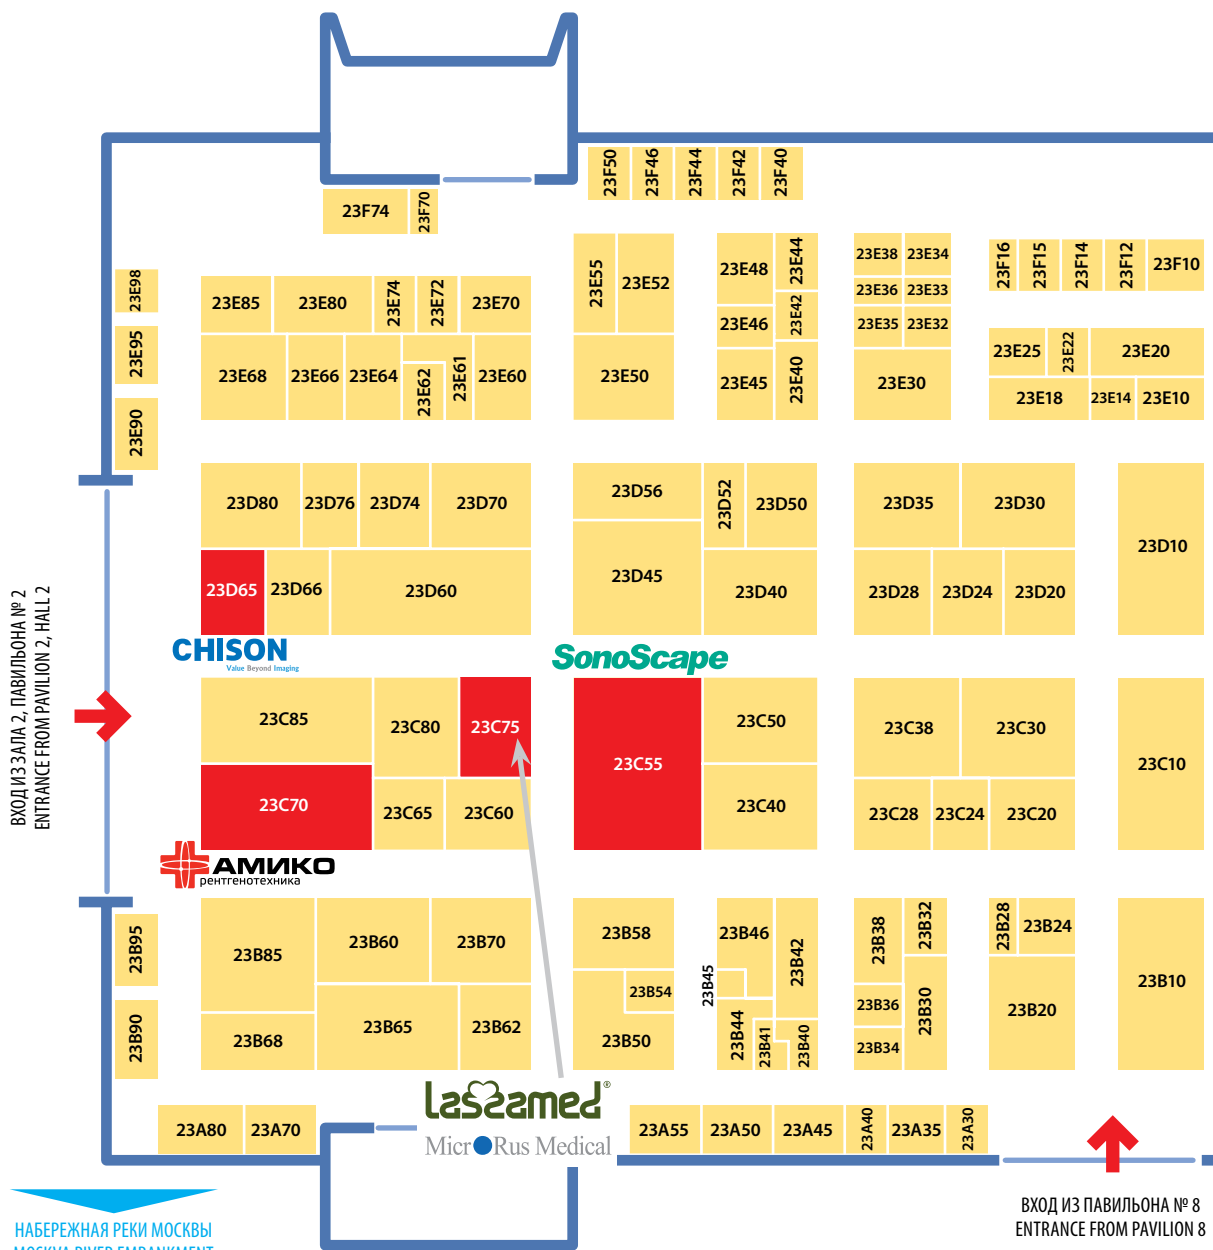 23F50
23F46
23F44
23F42
23F40
23F74
23F70
23E98
23E95
23E90
23E85
23E80
23E74
23E72
23E70
23E68
23E66
23E64
23E62
23E61
23E60
23E55
23E52
23E50
23E48
23E44
23E46
23E42
23E45
23E40
23E38
23E34
23E36
23E33
23E35
23E32
23E30
23F16
23F15
23F14
23F12
23F10
23E25
23E22
23E20
23E18
23E14
23E10
23D80
23D76
23D74
23D70
23D65
23D66
23D60
23D56
23D52
23D50
23D45
23D40
23D35
23D30
23D28
23D24
23D20
23D10
CHISON
Value Beyond Imaging
SonoScape
ВХОД ИЗ ЗАЛА 2, ПАВИЛЬОНА № 2
ENTRANCE FROM PAVILION 2, HALL 2
23C85
23C80
23C75
23C70
23C65
23C60
23C55
23C50
23C40
23C38
23C30
23C28
23C24
23C20
23C10
АМИКО
рентгенотехника
23B95
23B90
23B85
23B60
23B70
23B68
23B65
23B62
23B58
23B54
23B50
23B46
23B45
23B42
23B44
23B41
23B40
23B38
23B32
23B36
23B30
23B34
23B28
23B24
23B20
23B10
Lassamed®
MicrRus Medical
23A80
23A70
23A55
23A50
23A45
23A40
23A35
23A30
НАБЕРЕЖНАЯ РЕКИ МОСКВЫ
MOSKVA RIVER EMBANKMENT
ВХОД ИЗ ПАВИЛЬОНА № 8
ENTRANCE FROM PAVILION 8